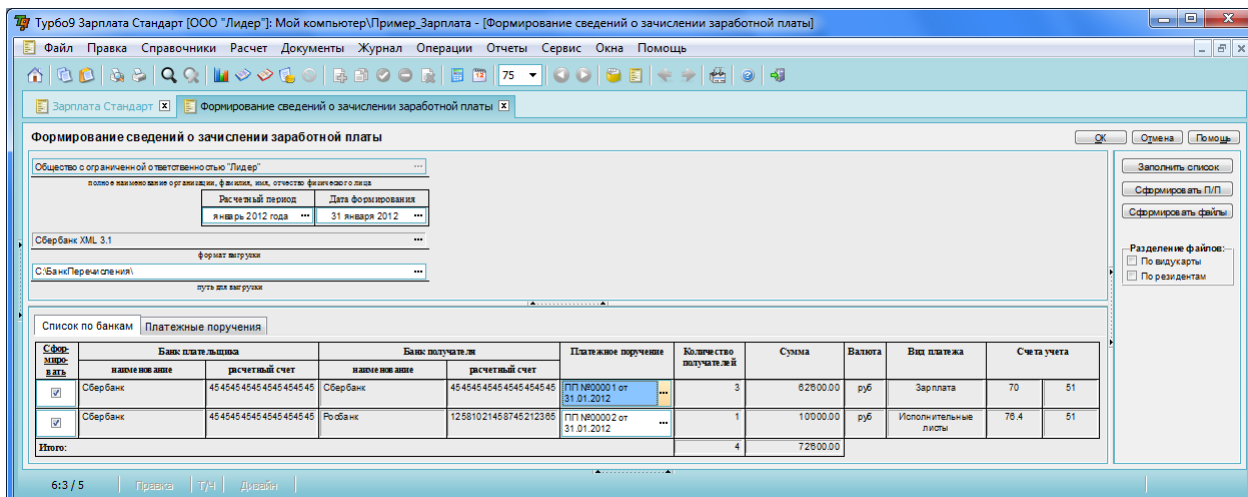 Турбо9 Зарплата Стандарт [ООО "Лидер"]: Мой компьютер\Пример_Зарплата - [Формирование сведений о зачислении заработной платы]
Файл Правка Справочники Расчет Документы Журнал Операции Отчеты Сервис Окна Помощь
75
Зарплата Стандарт Формирование сведений о зачислении заработной платы
Формирование сведений о зачислении заработной платы
ОК Отмена Помощь
Общество с ограниченной ответственностью "Лидер" ...
полное наименование организации, фамилия, имя, отчество физического лица
Расчетный период Дата формирования
январь 2012 года ... 31 января 2012 ...
Сбербанк XML 3.1 ...
формат выгрузки
C:\БанкПеречисления\ ...
путь для выгрузки
Заполнить список
Сформировать П/П
Сформировать файлы
Разделение файлов:
По виду карты
По резидентам
Список по банкам Платежные поручения
Сфор-
миро-
вать
Банк плательщика Банк получателя Платежное поручение Количество получателей Сумма Валюта Вид платежа Счета учета
наименование расчетный счет наименование расчетный счет
Сбербанк 45454545454545454545 Сбербанк 45454545454545454545 ПП №00001 от 31.01.2012 ... 3 62600.00 руб Зарплата 70 51
Сбербанк 45454545454545454545 Росбанк 12581021458745212365 ПП №00002 от 31.01.2012 ... 1 10000.00 руб Исполнительные листы 76.4 51
Итого: 4 72600.00
6:3 / 5 Правка Т/Ч Дизайн